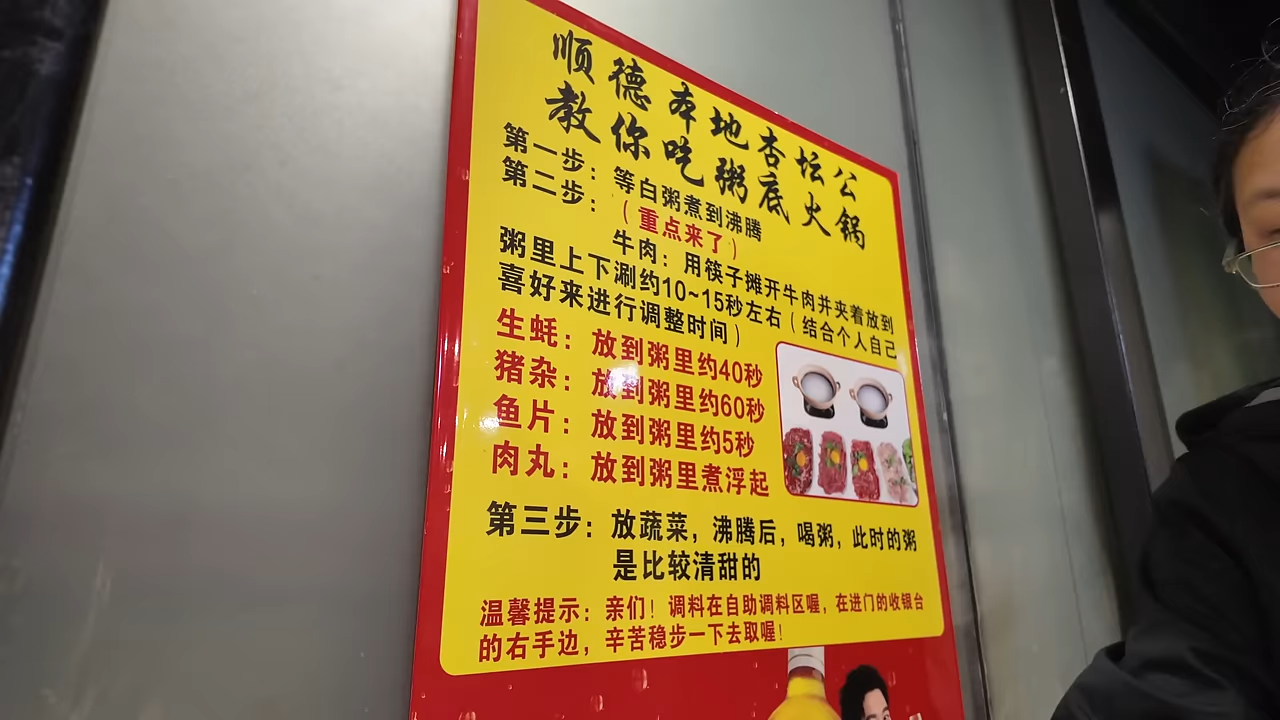 顺德本地杏坛公
教你吃粥底火锅
第一步：等白粥煮到沸腾
第二步：（重点来了）
牛肉：用筷子摊开牛肉并夹着放到
粥里上下涮约10~15秒左右（结合个人自己
喜好来进行调整时间）
生蚝：放到粥里约40秒
猪杂：放到粥里约60秒
鱼片：放到粥里约5秒
肉丸：放到粥里煮浮起
第三步：放蔬菜，沸腾后，喝粥，此时的粥
是比较清甜的
温馨提示：亲们！调料在自助调料区喔，在进门的收银台
的右手边，辛苦稳步一下去取喔！